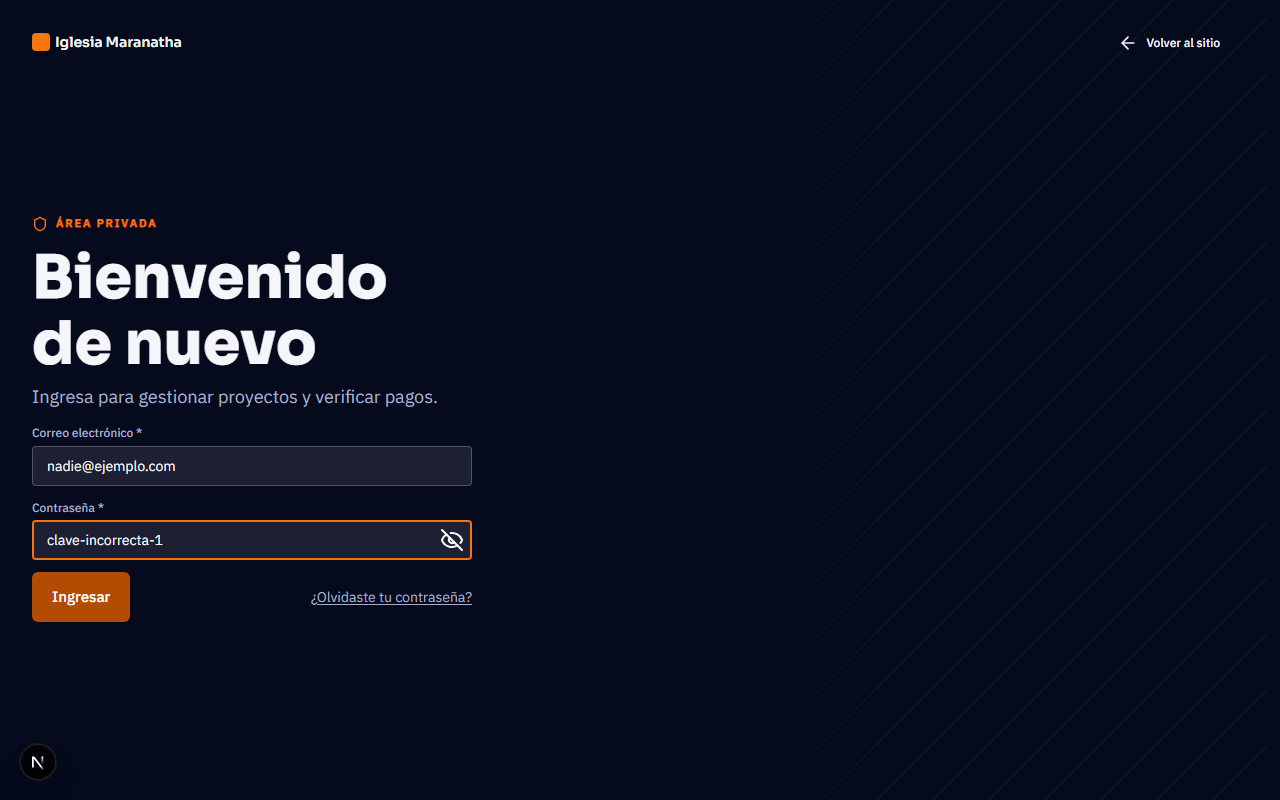 Iglesia Maranatha
Volver al sitio
ÁREA PRIVADA
Bienvenido
de nuevo
Ingresa para gestionar proyectos y verificar pagos.
Correo electrónico *
nadie@ejemplo.com
Contraseña *
clave-incorrecta-1
Ingresar
¿Olvidaste tu contraseña?
N